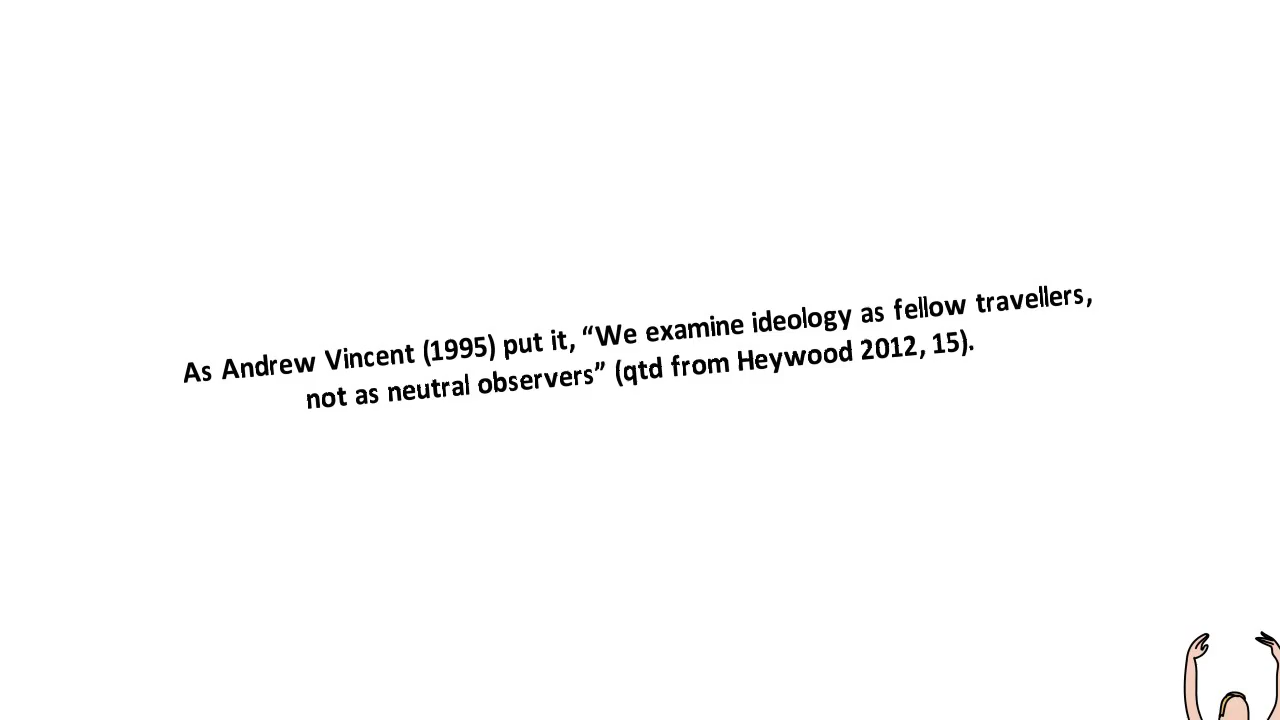 As Andrew Vincent (1995) put it, “We examine ideology as fellow travellers,
not as neutral observers” (qtd from Heywood 2012, 15).